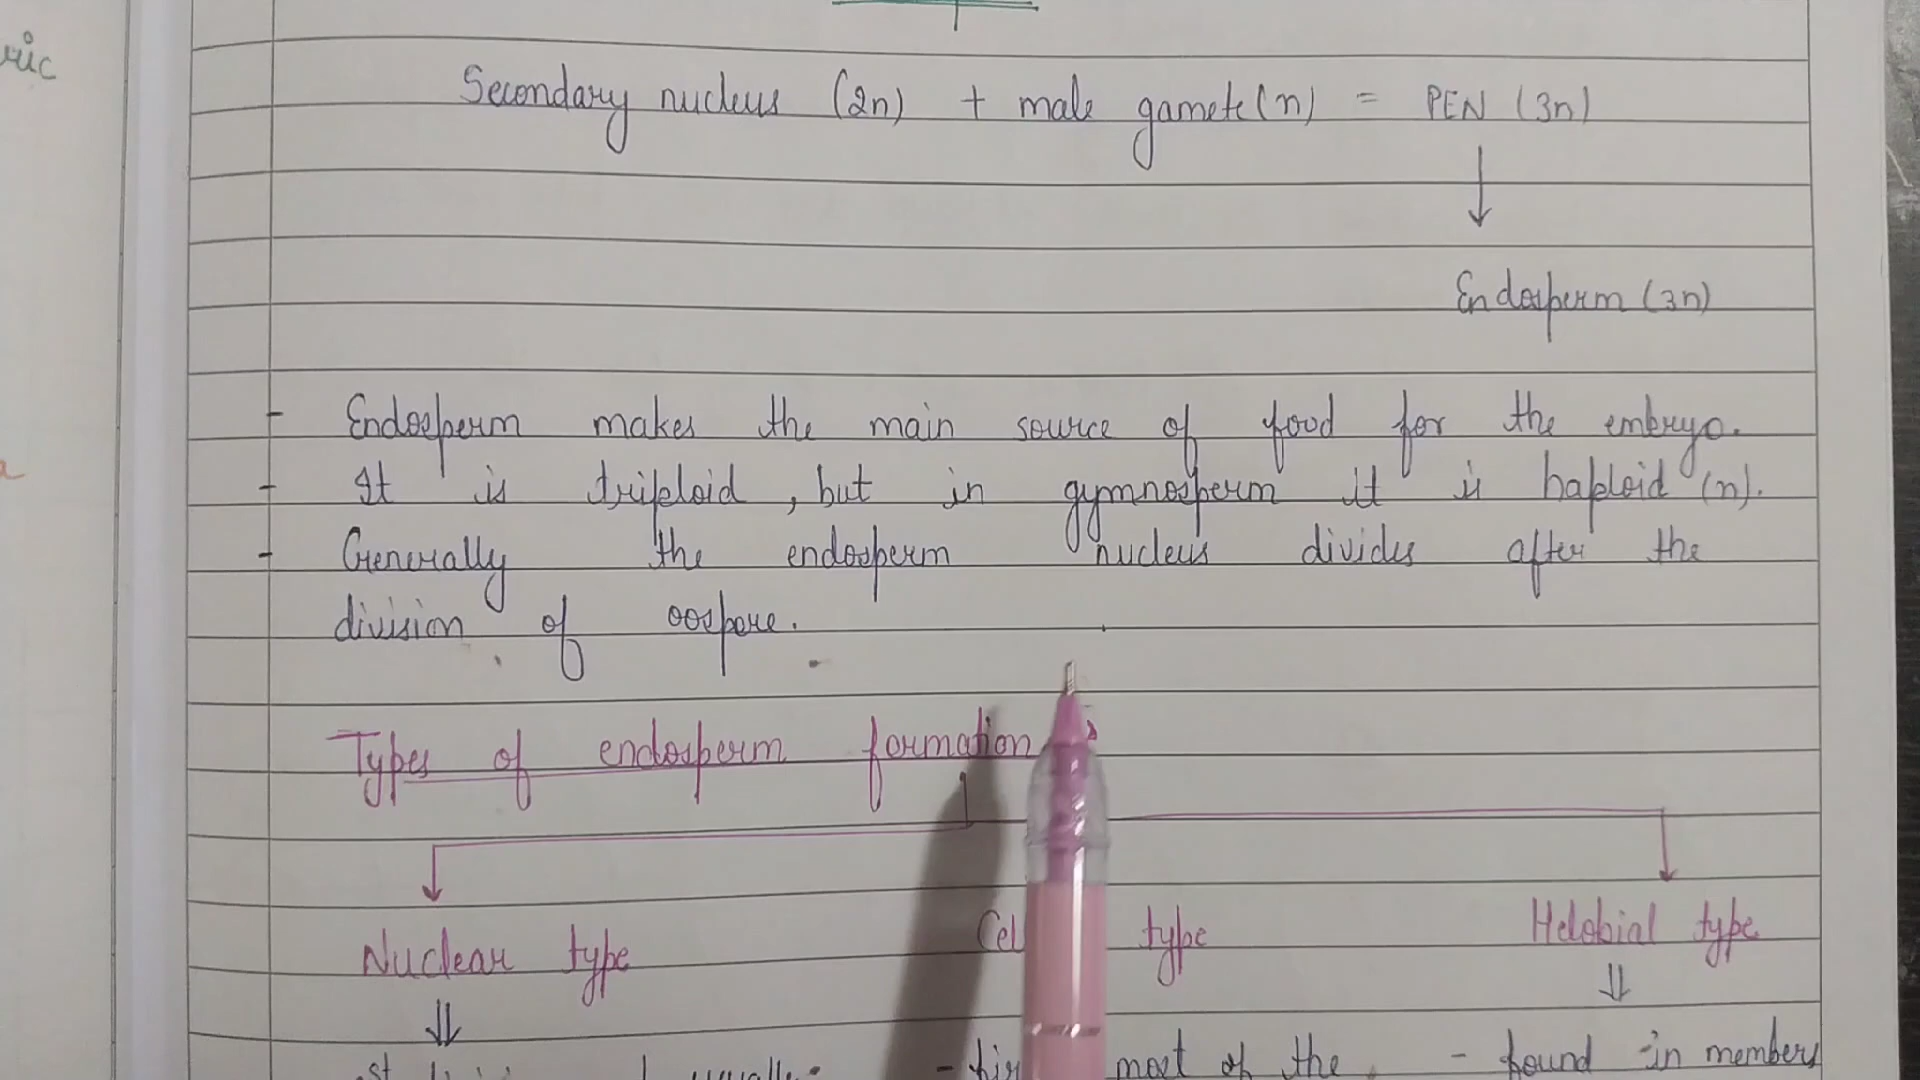 Secondary nucleus (2n) + male gamete(n) = PEN (3n)
↓
Endosperm (3n)
- Endosperm makes the main source of food for the embryo.
- It is triploid, but in gymnosperm it is haploid (n).
- Generally the endosperm nucleus divides after the
division of oospore.
Types of endosperm formation
Nuclear type type Helobial type
⇓ ⇓
most of the - found in members